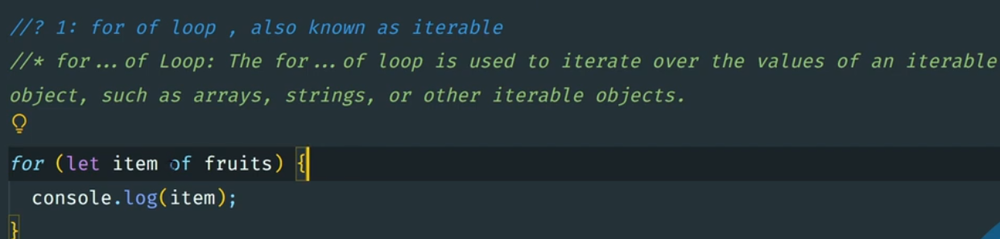 //? 1: for of loop , also known as iterable
//* for...of Loop: The for...of loop is used to iterate over the values of an iterable
object, such as arrays, strings, or other iterable objects.
for (let item of fruits) {
console.log(item);
}